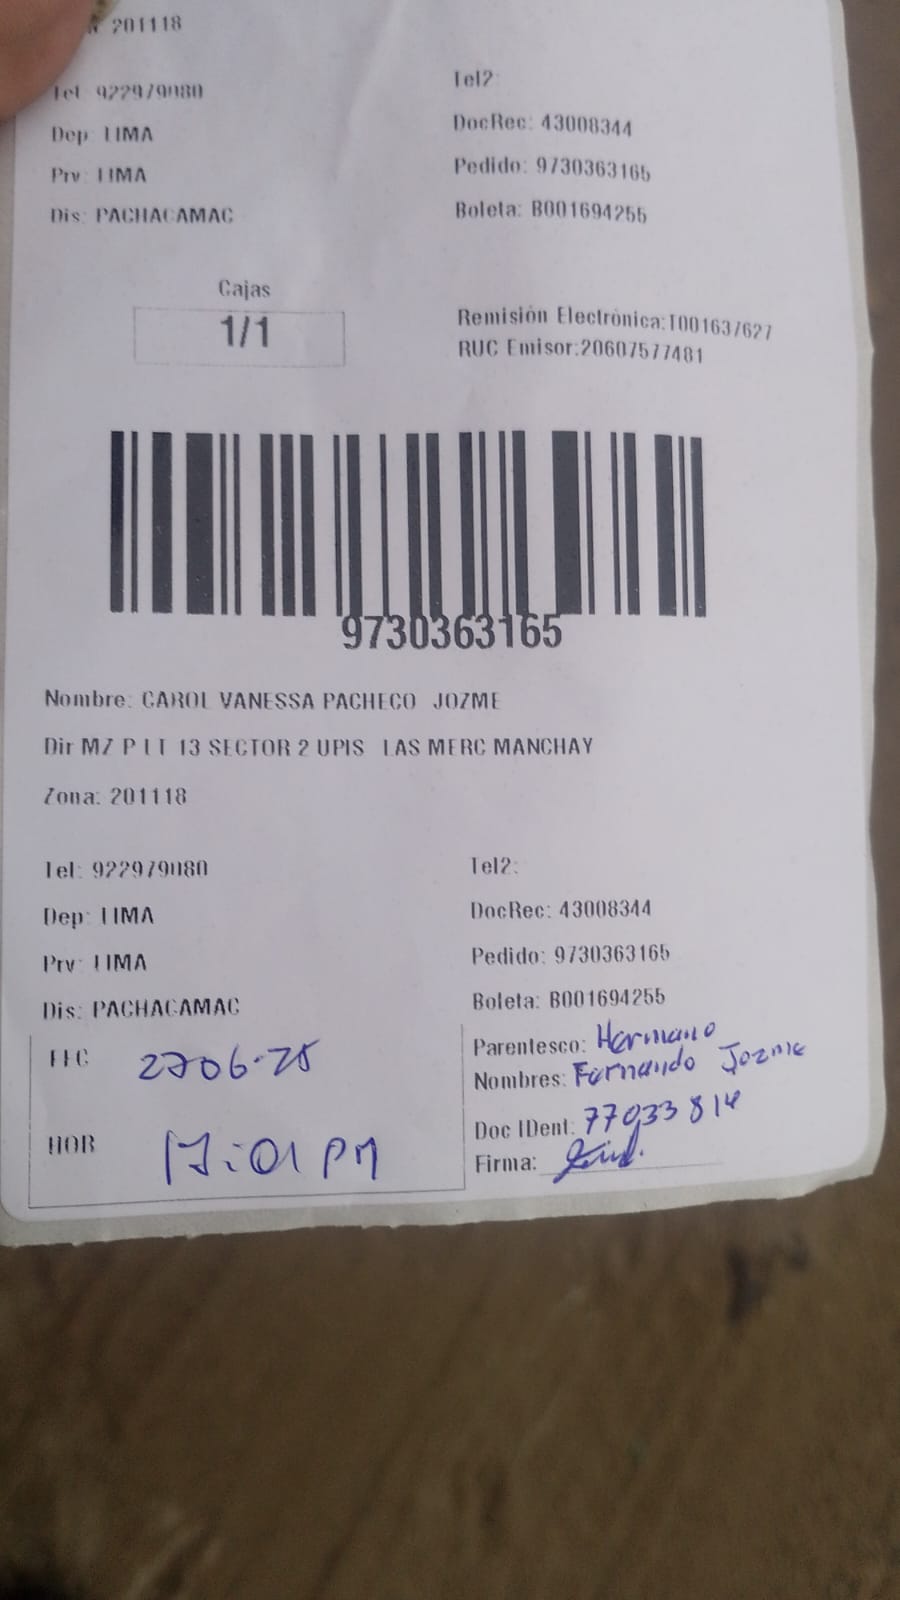 201118
Tel: 922979080
Tel2:
Dep: LIMA
DocRec: 43008344
Prv: LIMA
Pedido: 9730363165
Dis: PACHACAMAC
Boleta: B001694255
Cajas
1/1
Remisión Electrónica:T001637627
RUC Emisor:20607577481
9730363165
Nombre: CAROL VANESSA PACHECO JOZME
Dir MZ P LT 13 SECTOR 2 UPIS LAS MERC MANCHAY
Zona: 201118
Tel: 922979080
Tel2:
Dep: LIMA
DocRec: 43008344
Prv: LIMA
Pedido: 9730363165
Dis: PACHACAMAC
Boleta: B001694255
FEC 27 06-25
Parentesco: Hermano
Nombres: Fernando Jozme
HOR 17:01 PM
Doc IDent: 77033814
Firma: